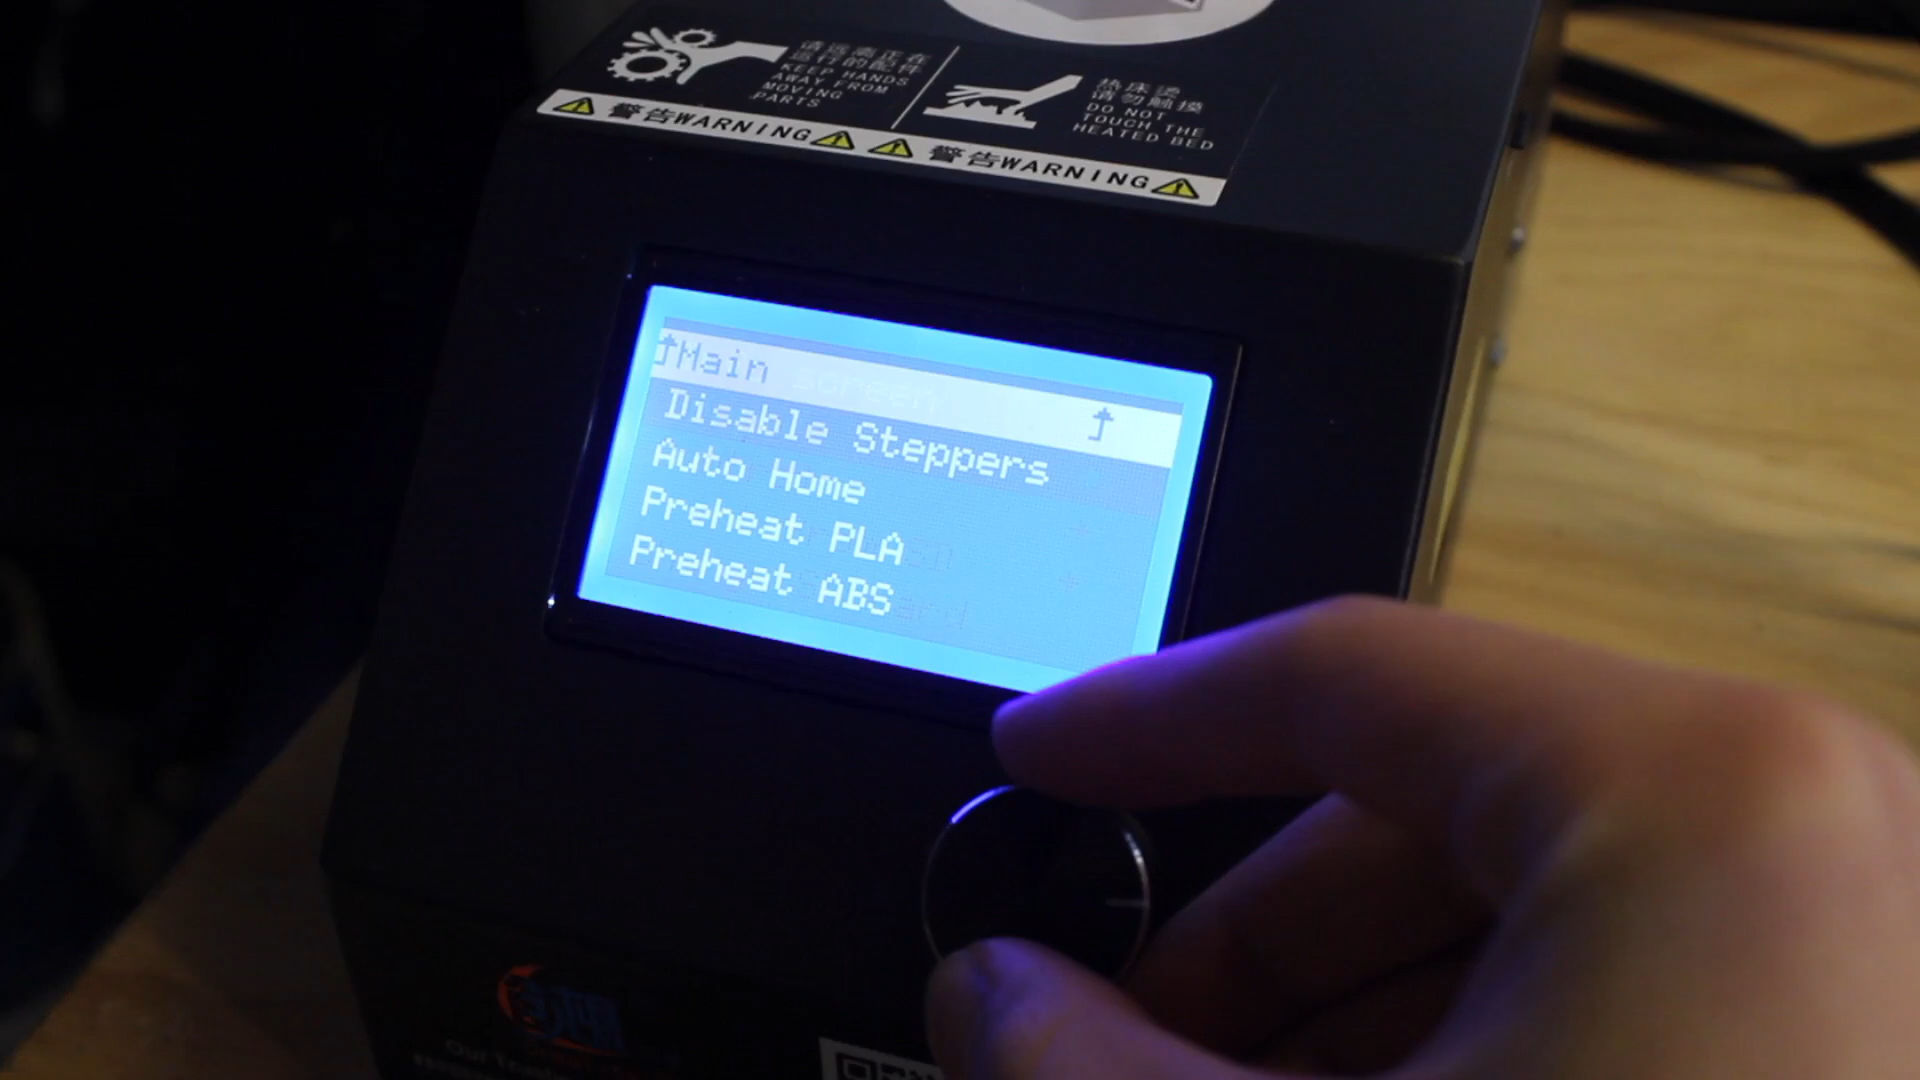 请远离正在
运行的配件
KEEP HANDS
AWAY FROM
MOVING
PARTS
热床烫
请勿触摸
DO NOT
TOUCH THE
HEATED BED
警告WARNING 警告WARNING
Main
Disable Steppers
Auto Home
Preheat PLA
Preheat ABS